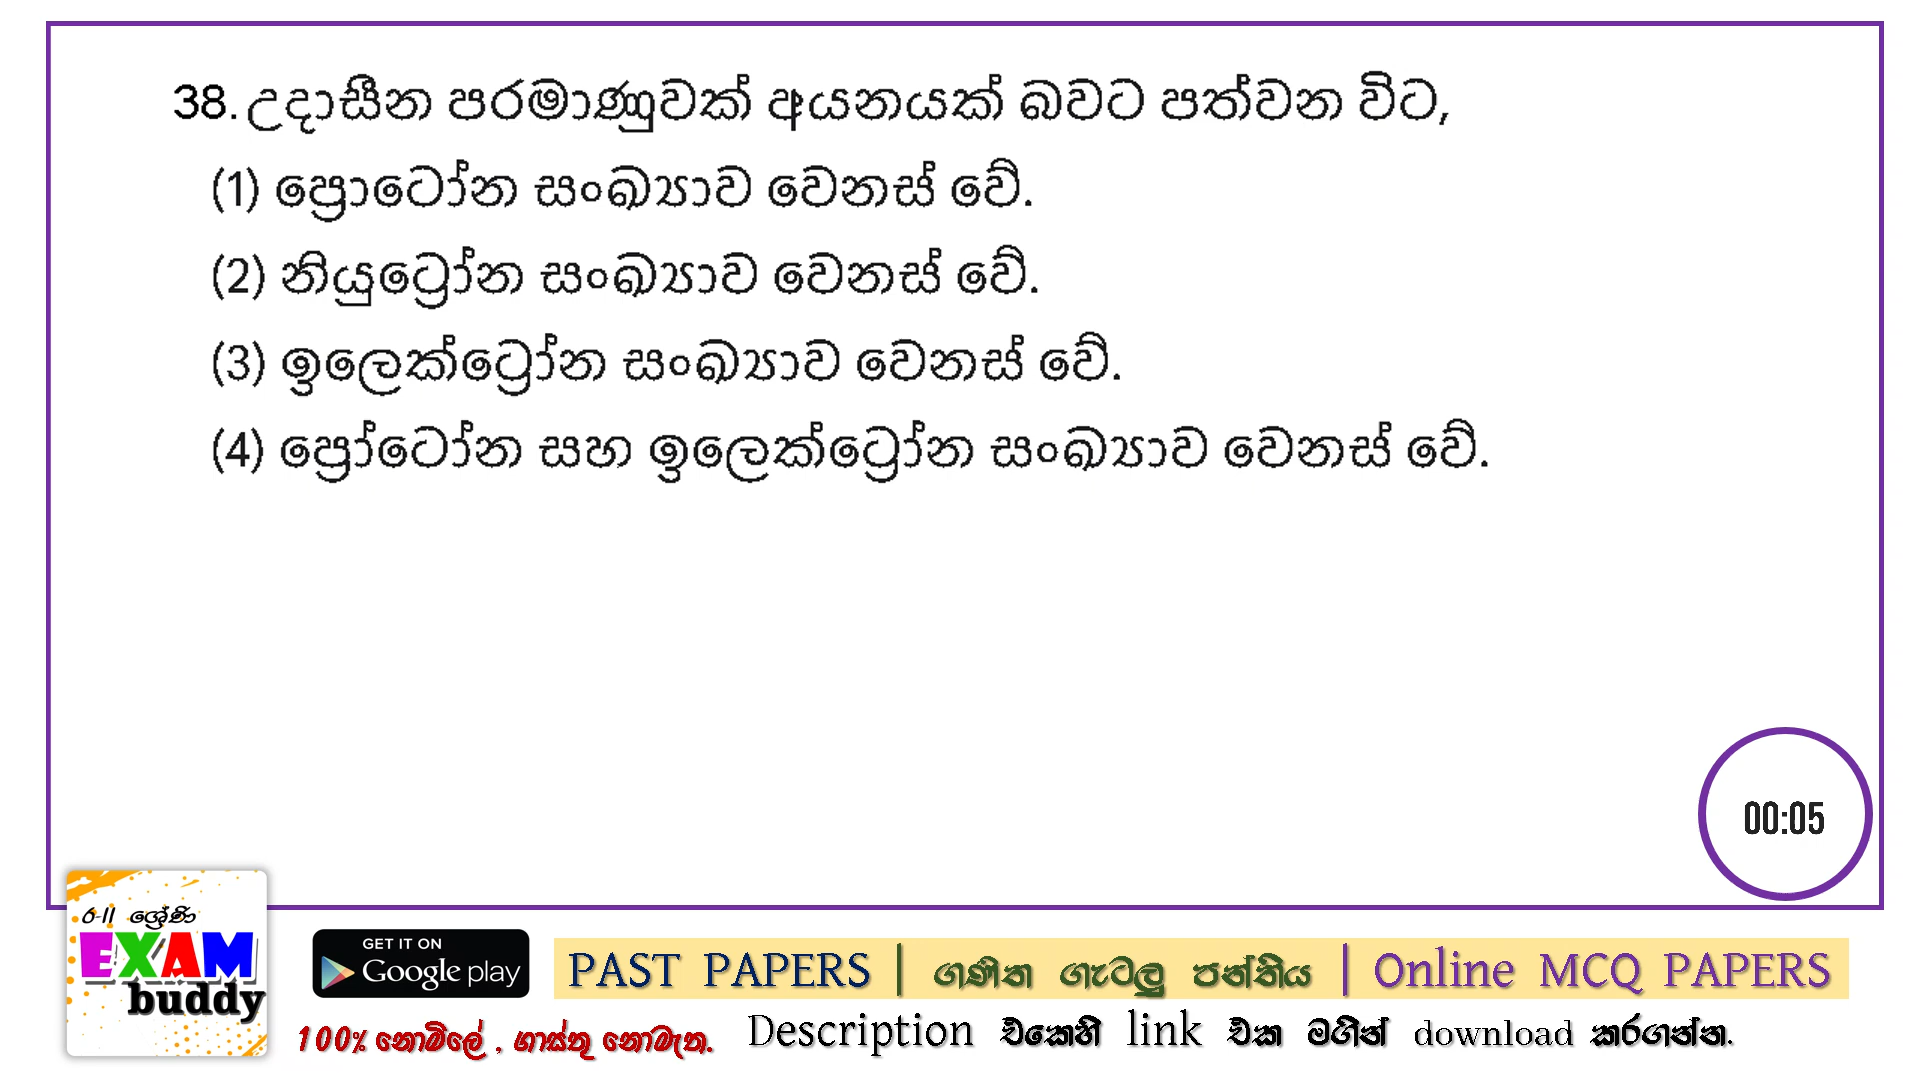 38. උදාසීන පරමාණුවක් අයනයක් බවට පත්වන විට,
(1) ප්‍රොටෝන සංඛ්‍යාව වෙනස් වේ.
(2) නියුට්‍රෝන සංඛ්‍යාව වෙනස් වේ.
(3) ඉලෙක්ට්‍රෝන සංඛ්‍යාව වෙනස් වේ.
(4) ප්‍රෝටෝන සහ ඉලෙක්ට්‍රෝන සංඛ්‍යාව වෙනස් වේ.
00:05
6-11 ශ්‍රේණි
EXAM
buddy
GET IT ON
Google play
PAST PAPERS | ගණිත ගැටලු පන්තිය | Online MCQ PAPERS
100% නොමිලේ , ගාස්තු නොමැත.
Description එකෙහි link එක මගින් download කරගන්න.